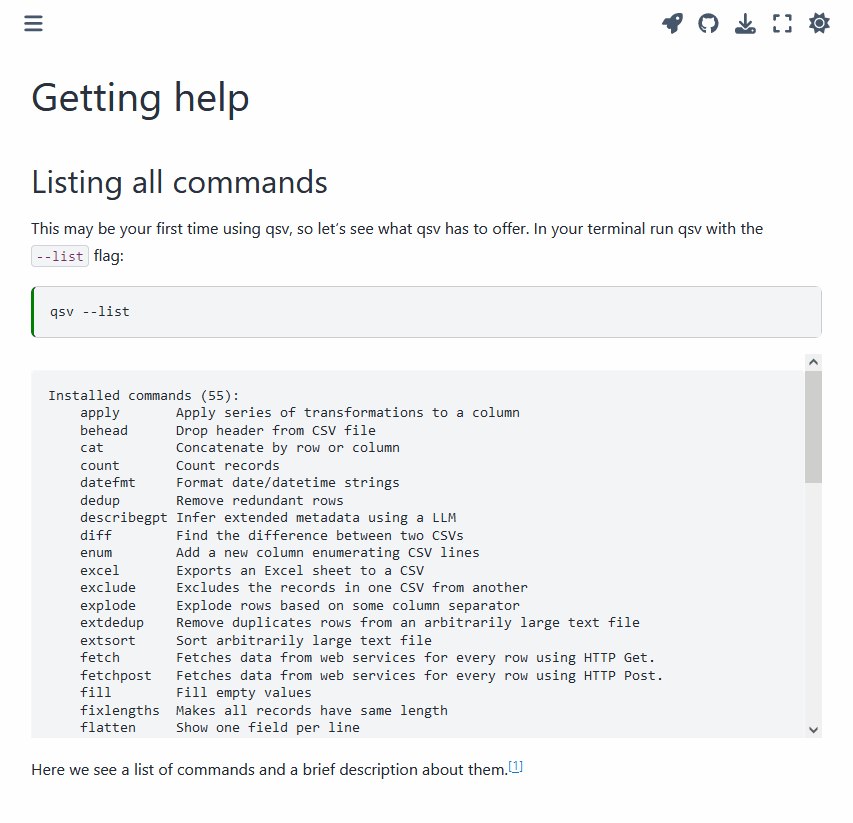 Getting help
Listing all commands
This may be your first time using qsv, so let's see what qsv has to offer. In your terminal run qsv with the
--list flag:
qsv --list
Installed commands (55):
    apply       Apply series of transformations to a column
    behead      Drop header from CSV file
    cat         Concatenate by row or column
    count       Count records
    datefmt     Format date/datetime strings
    dedup       Remove redundant rows
    describegpt Infer extended metadata using a LLM
    diff        Find the difference between two CSVs
    enum        Add a new column enumerating CSV lines
    excel       Exports an Excel sheet to a CSV
    exclude     Excludes the records in one CSV from another
    explode     Explode rows based on some column separator
    extdedup    Remove duplicates rows from an arbitrarily large text file
    extsort     Sort arbitrarily large text file
    fetch       Fetches data from web services for every row using HTTP Get.
    fetchpost   Fetches data from web services for every row using HTTP Post.
    fill        Fill empty values
    fixlengths  Makes all records have same length
    flatten     Show one field per line
Here we see a list of commands and a brief description about them.[1]